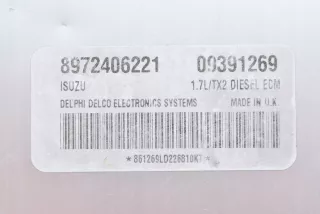 8972406221 09391269
ISUZU 1.7L/TX2 DIESEL ECM
DELPHI DELCO ELECTRONICS SYSTEMS MADE IN U.K